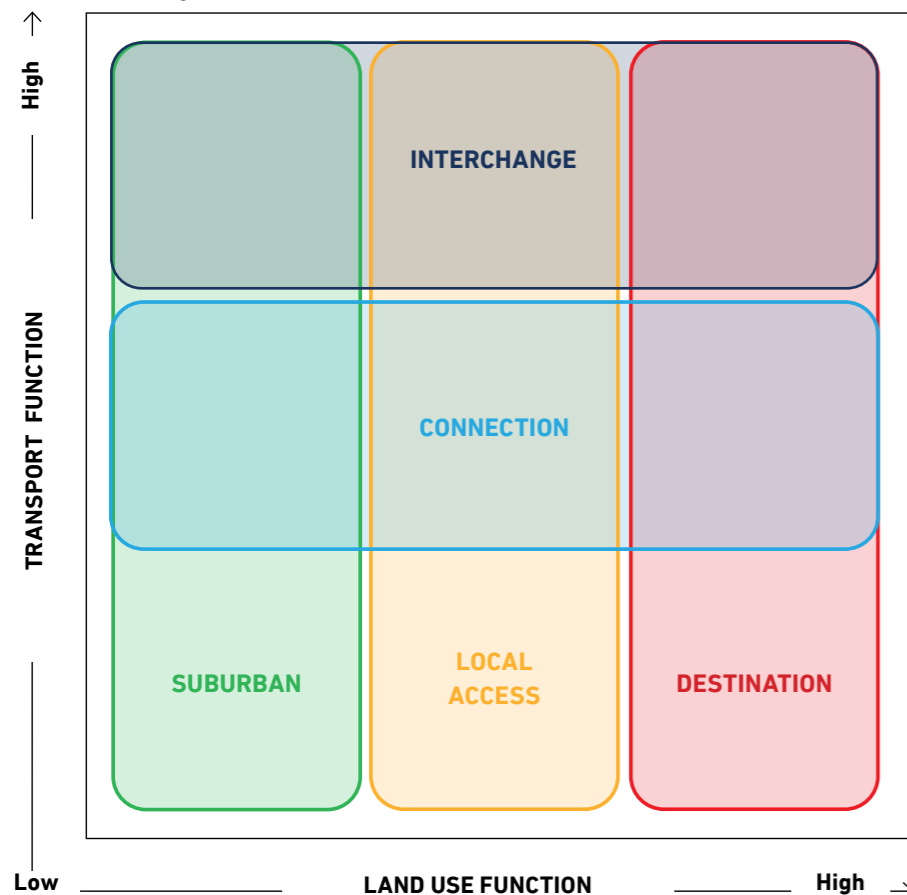 High
INTERCHANGE
TRANSPORT FUNCTION
CONNECTION
SUBURBAN
LOCAL
ACCESS
DESTINATION
Low
LAND USE FUNCTION
High